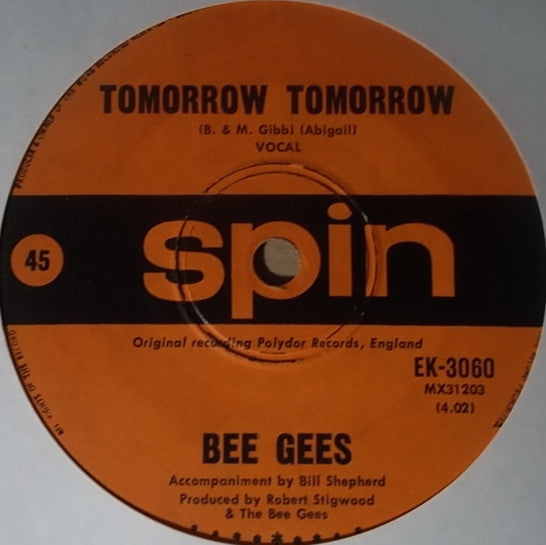 TOMORROW TOMORROW
(B. & M. Gibb) (Abigail)
VOCAL
45
spin
Original recording Polydor Records, England
EK-3060
MX31203
(4.02)
BEE GEES
Accompaniment by Bill Shepherd
Produced by Robert Stigwood
& The Bee Gees